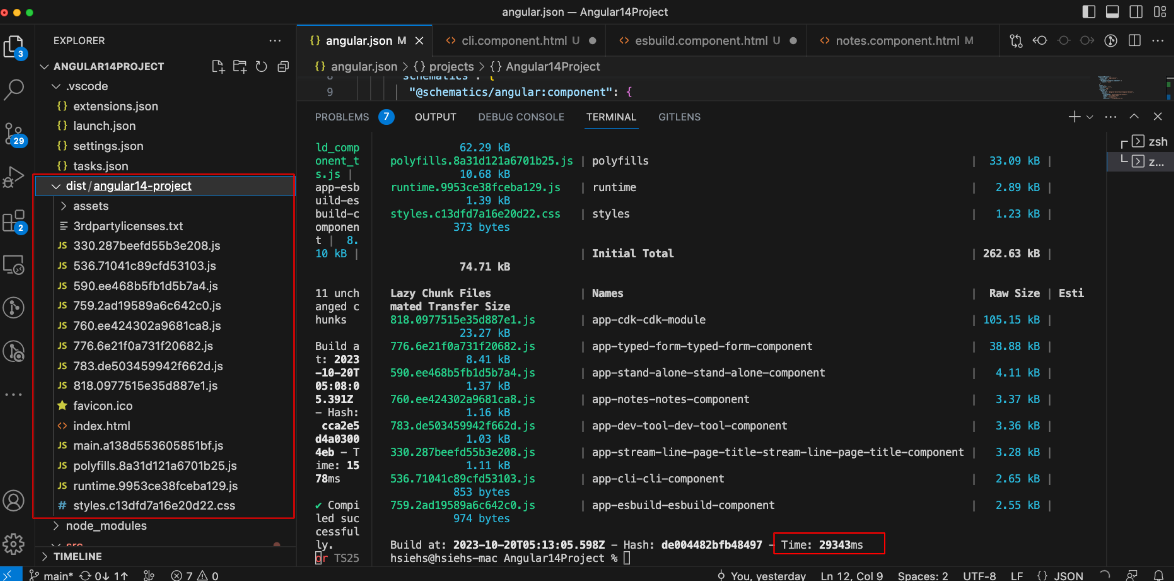 angular.json — Angular14Project
EXPLORER
ANGULAR14PROJECT
.vscode
{} extensions.json
{} launch.json
{} settings.json
{} tasks.json
dist/angular14-project
assets
3rdpartylicenses.txt
JS 330.287beefd55b3e208.js
JS 536.71041c89cfd53103.js
JS 590.ee468b5fb1d5b7a4.js
JS 759.2ad19589a6c642c0.js
JS 760.ee424302a9681ca8.js
JS 776.6e21f0a731f20682.js
JS 783.de503459942f662d.js
JS 818.0977515e35d887e1.js
favicon.ico
<> index.html
JS main.a138d553605851bf.js
JS polyfills.8a31d121a6701b25.js
JS runtime.9953ce38fceba129.js
# styles.c13dfd7a16e20d22.css
node_modules
src
TIMELINE
3
29
2
{} angular.json M
<> cli.component.html U
<> esbuild.component.html U
<> notes.component.html M
{} angular.json > {} projects > {} Angular14Project
8 "schematics": {
9 "@schematics/angular:component": {
PROBLEMS 7 OUTPUT DEBUG CONSOLE TERMINAL GITLENS
zsh
z...
ld_comp
onent_t
s.js |
app-esb
uild-es
build-c
omponen
t | 8.
10 kB |
11 unch
anged c
hunks
Build a
t: 2023
-10-20T
05:08:0
5.391Z
- Hash:
cca2e5
d4a0300
4eb - T
ime: 15
78ms
✔ Compi
led suc
cessful
ly.
or TS25
62.29 kB
polyfills.8a31d121a6701b25.js | polyfills | 33.09 kB |
10.68 kB
runtime.9953ce38fceba129.js | runtime | 2.89 kB |
1.39 kB
styles.c13dfd7a16e20d22.css | styles | 1.23 kB |
373 bytes
| Initial Total | 262.63 kB |
74.71 kB
Lazy Chunk Files | Names | Raw Size | Esti
mated Transfer Size
818.0977515e35d887e1.js | app-cdk-cdk-module | 105.15 kB |
23.27 kB
776.6e21f0a731f20682.js | app-typed-form-typed-form-component | 38.88 kB |
8.41 kB
590.ee468b5fb1d5b7a4.js | app-stand-alone-stand-alone-component | 4.11 kB |
1.37 kB
760.ee424302a9681ca8.js | app-notes-notes-component | 3.37 kB |
1.16 kB
783.de503459942f662d.js | app-dev-tool-dev-tool-component | 3.36 kB |
1.03 kB
330.287beefd55b3e208.js | app-stream-line-page-title-stream-line-page-title-component | 3.28 kB |
1.11 kB
536.71041c89cfd53103.js | app-cli-cli-component | 2.65 kB |
853 bytes
759.2ad19589a6c642c0.js | app-esbuild-esbuild-component | 2.55 kB |
974 bytes
Build at: 2023-10-20T05:13:05.598Z - Hash: de004482bfb48497 - Time: 29343ms
hsiehs@hsiehs-mac Angular14Project %
main* 0↓ 1↑ 7 0 You, yesterday Ln 12, Col 9 Spaces: 2 UTF-8 LF {} JSON